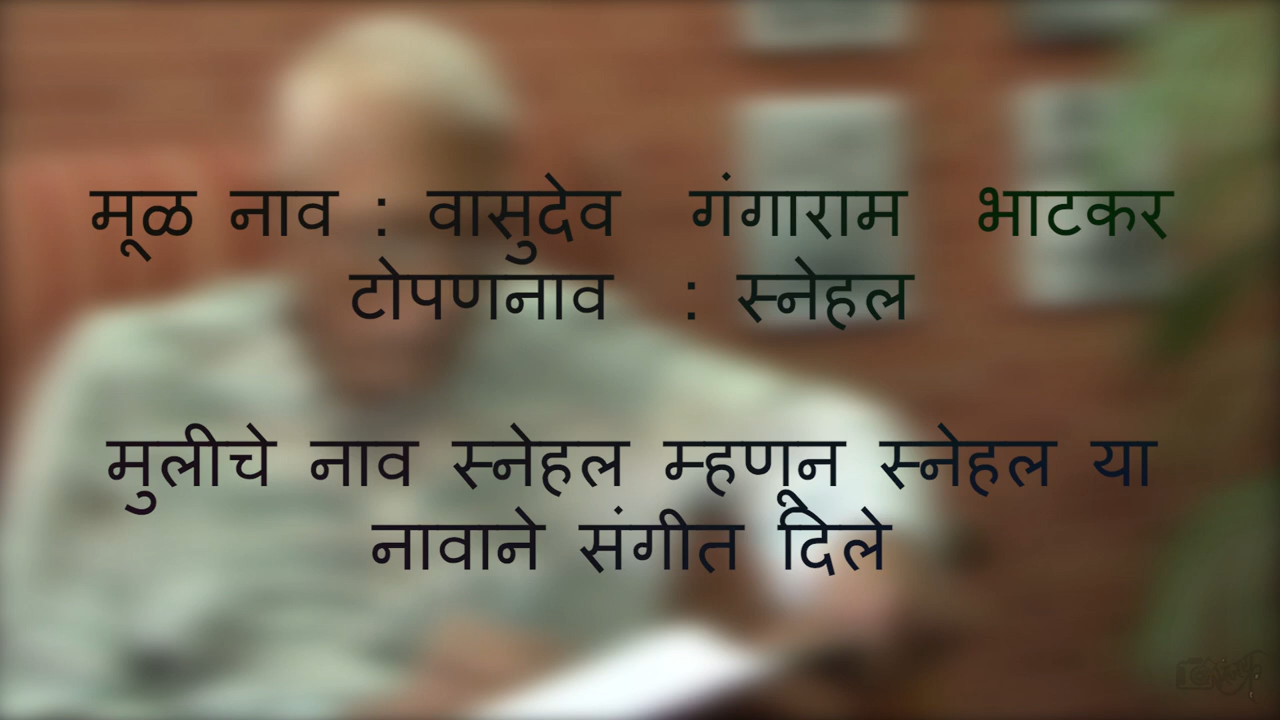 मूळ नाव : वासुदेव गंगाराम भाटकर
टोपणनाव : स्नेहल
मुलीचे नाव स्नेहल म्हणून स्नेहल या
नावाने संगीत दिले